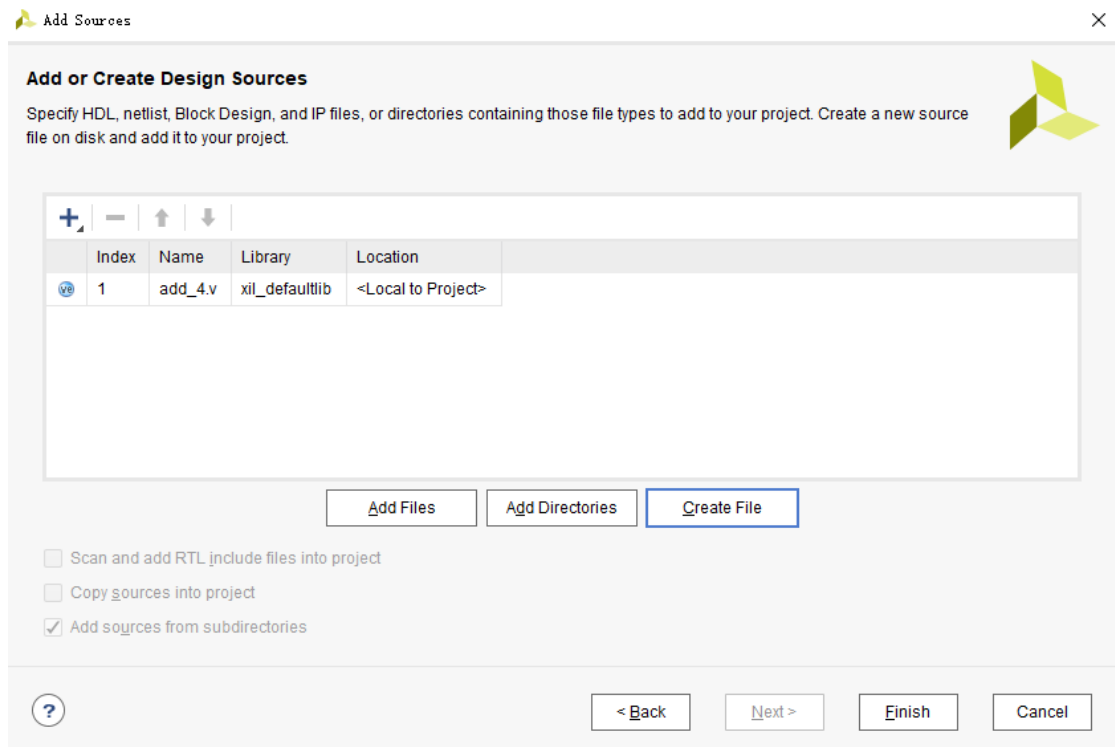 Add Sources
Add or Create Design Sources
Specify HDL, netlist, Block Design, and IP files, or directories containing those file types to add to your project. Create a new source
file on disk and add it to your project.
Index Name Library Location
1 add_4.v xil_defaultlib <Local to Project>
Add Files Add Directories Create File
Scan and add RTL include files into project
Copy sources into project
Add sources from subdirectories
? < Back Next > Finish Cancel